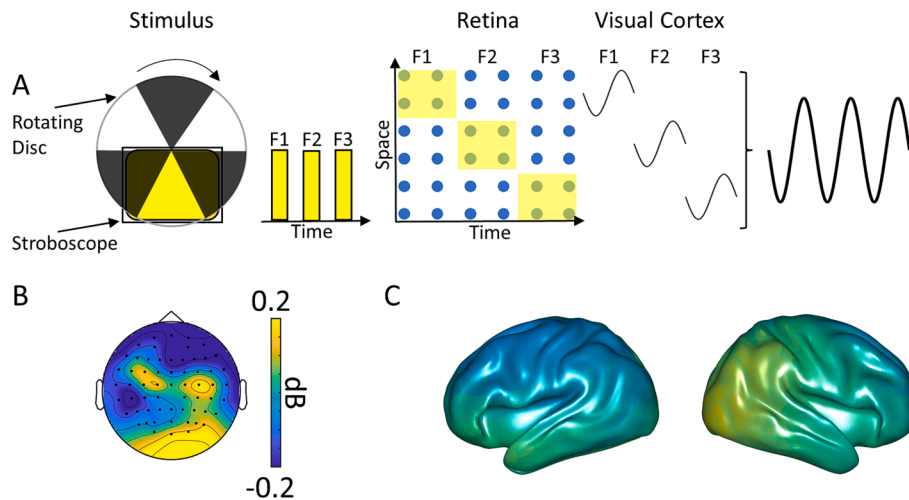 Stimulus
Retina
Visual Cortex
A
Rotating
Disc
Stroboscope
F1 F2 F3
Time
F1 F2 F3
Space
Time
F1 F2 F3
B
0.2
dB
-0.2
C